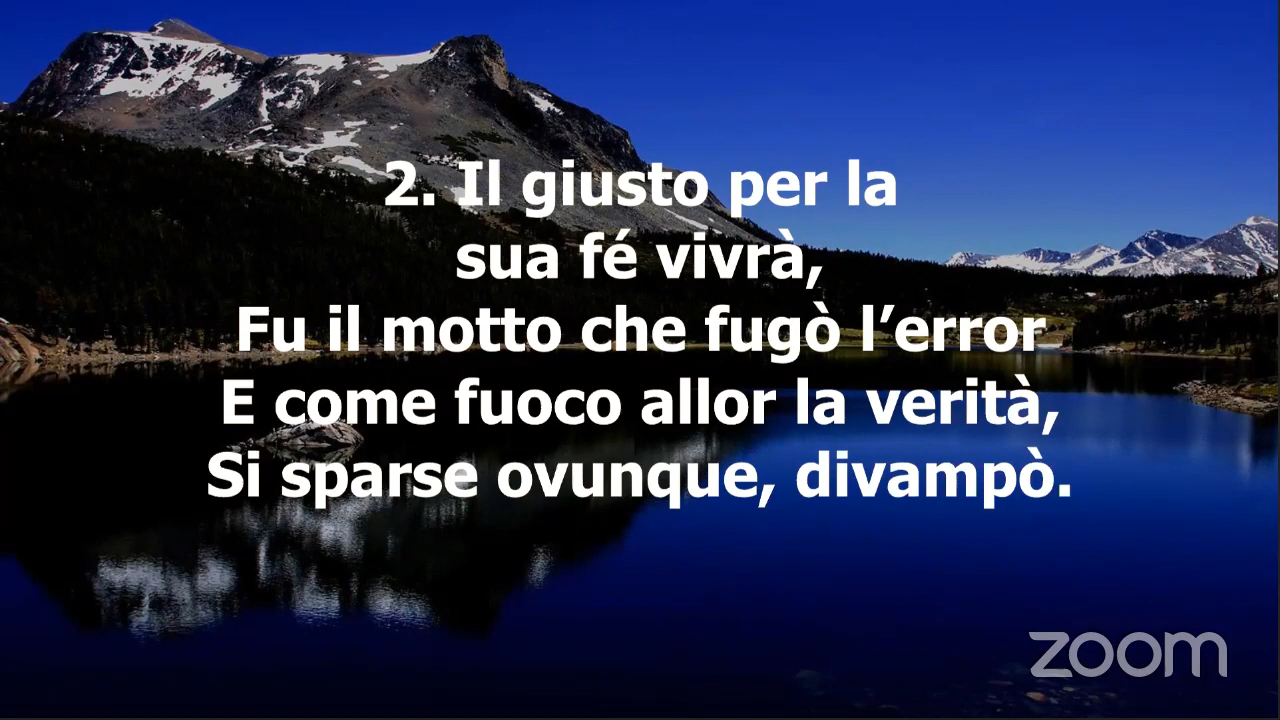 2. Il giusto per la
sua fé vivrà,
Fu il motto che fugò l’error
E come fuoco allor la verità,
Si sparse ovunque, divampò.
zoom